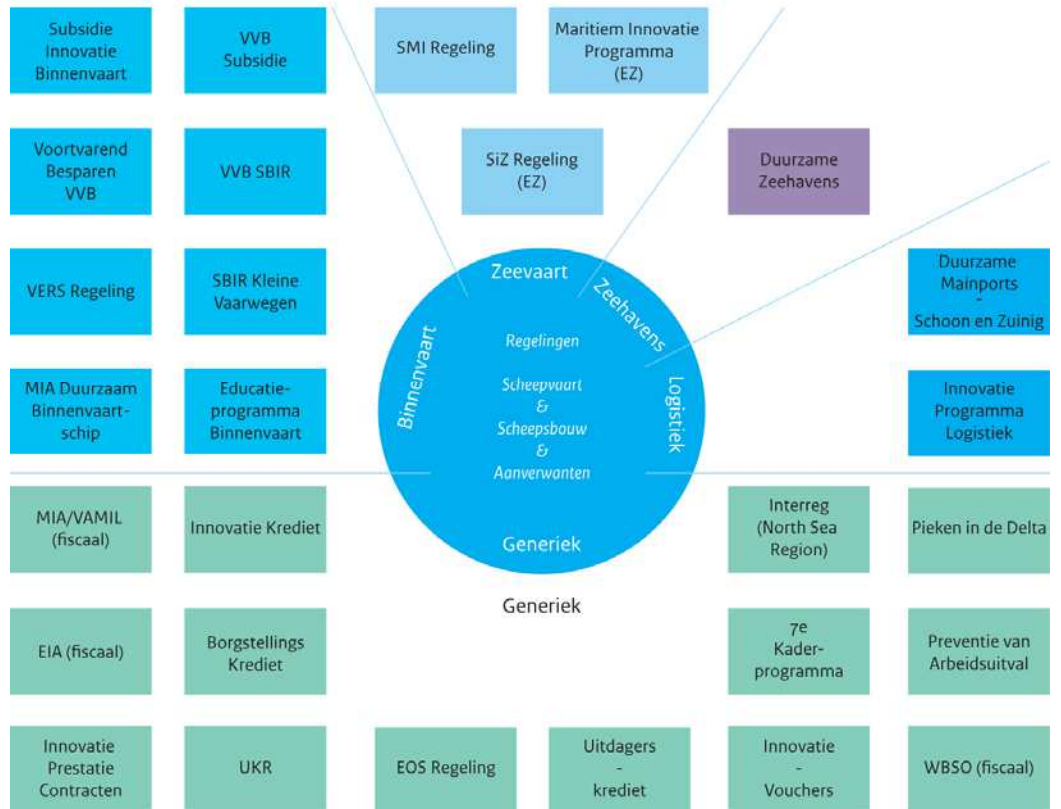 Subsidie
Innovatie
Binnenvaart
VVB
Subsidie
SMI Regeling
Maritiem Innovatie
Programma
(EZ)
Voortvarend
Besparen
VVB
VVB SBIR
SiZ Regeling
(EZ)
Duurzame
Zeehavens
VERS Regeling
SBIR Kleine
Vaarwegen
Duurzame
Mainports
-
Schoon en Zuinig
MIA Duurzaam
Binnenvaart-
schip
Educatie-
programma
Binnenvaart
Innovatie
Programma
Logistiek
Zeevaart
Zeehavens
Binnenvaart
Logistiek
Regelingen
Scheepvaart
&
Scheepsbouw
&
Aanverwanten
Generiek
Generiek
MIA/VAMIL
(fiscaal)
Innovatie Krediet
Interreg
(North Sea
Region)
Pieken in de Delta
EIA (fiscaal)
Borgstellings
Krediet
7e
Kader-
programma
Preventie van
Arbeidsuitval
Innovatie
Prestatie
Contracten
UKR
EOS Regeling
Uitdagers
-
krediet
Innovatie
-
Vouchers
WBSO (fiscaal)